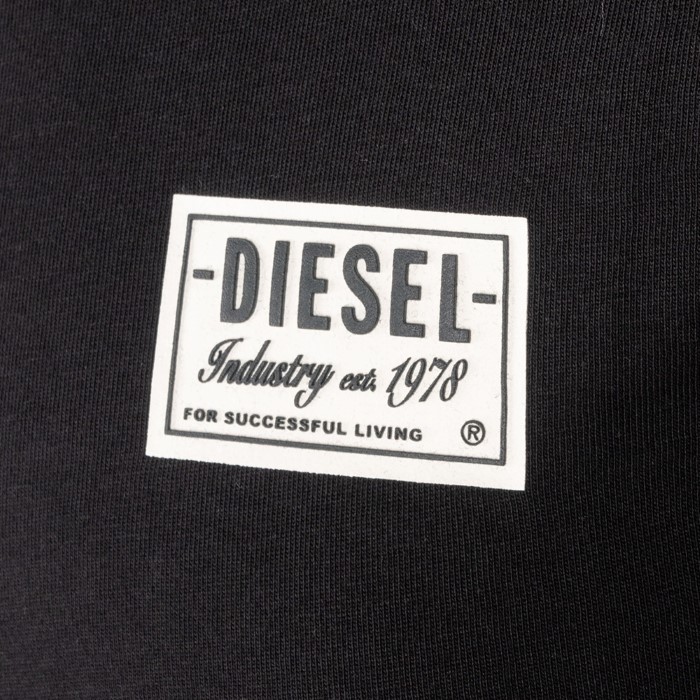 -DIESEL-
Industry est. 1978
FOR SUCCESSFUL LIVING ®